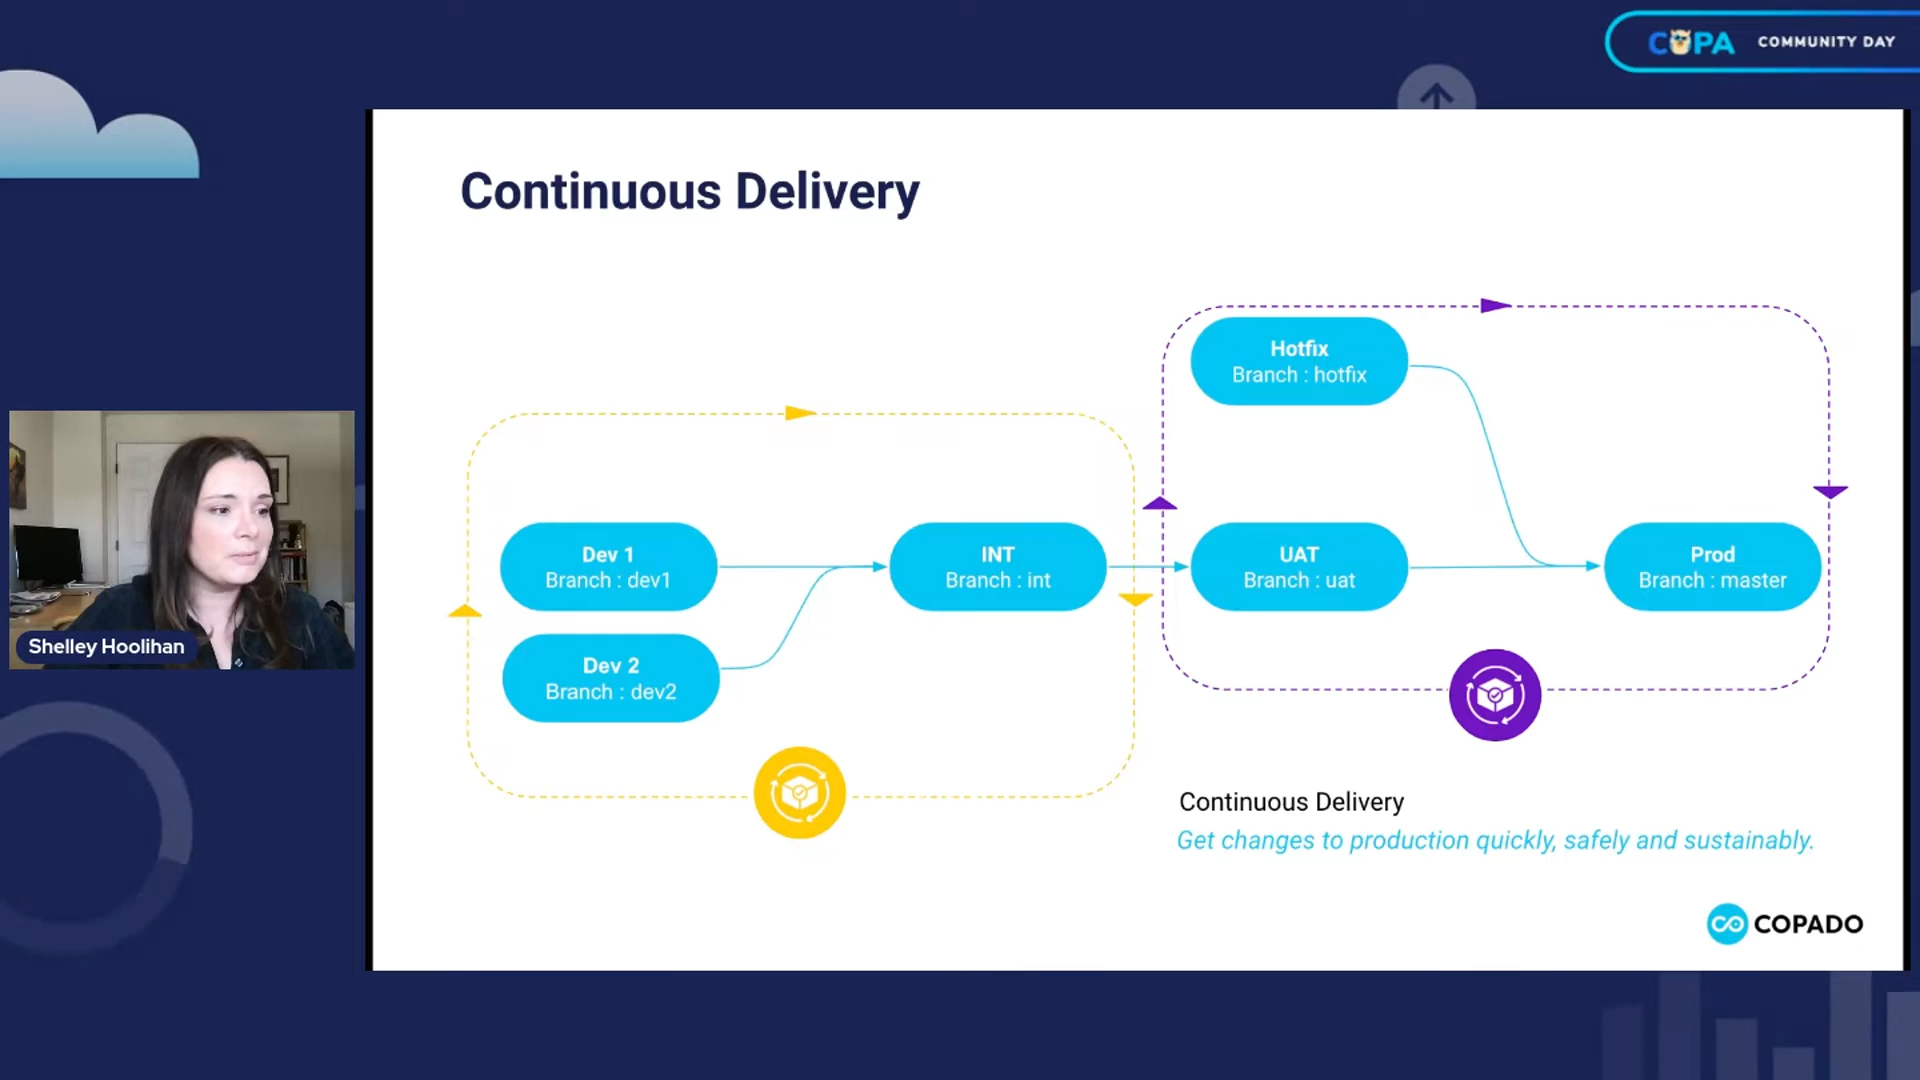 COPA COMMUNITY DAY
Continuous Delivery
Hotfix
Branch : hotfix
Dev 1
Branch : dev1
INT
Branch : int
UAT
Branch : uat
Prod
Branch : master
Dev 2
Branch : dev2
Shelley Hoolihan
Continuous Delivery
Get changes to production quickly, safely and sustainably.
COPADO